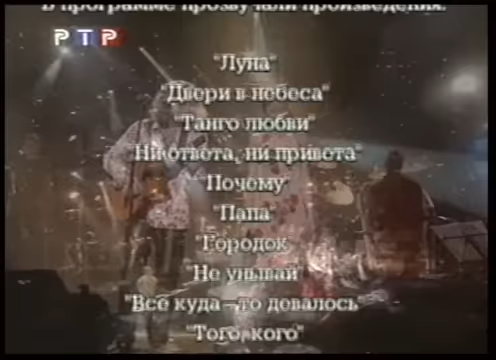 В программе прозвучали произведения:
РТР
"Луна"
"Двери в небеса"
"Танго любви"
"Ни ответа, ни привета"
"Почему"
"Папа"
"Городок"
"Не унывай"
"Все куда-то девалось"
"Того, кого"